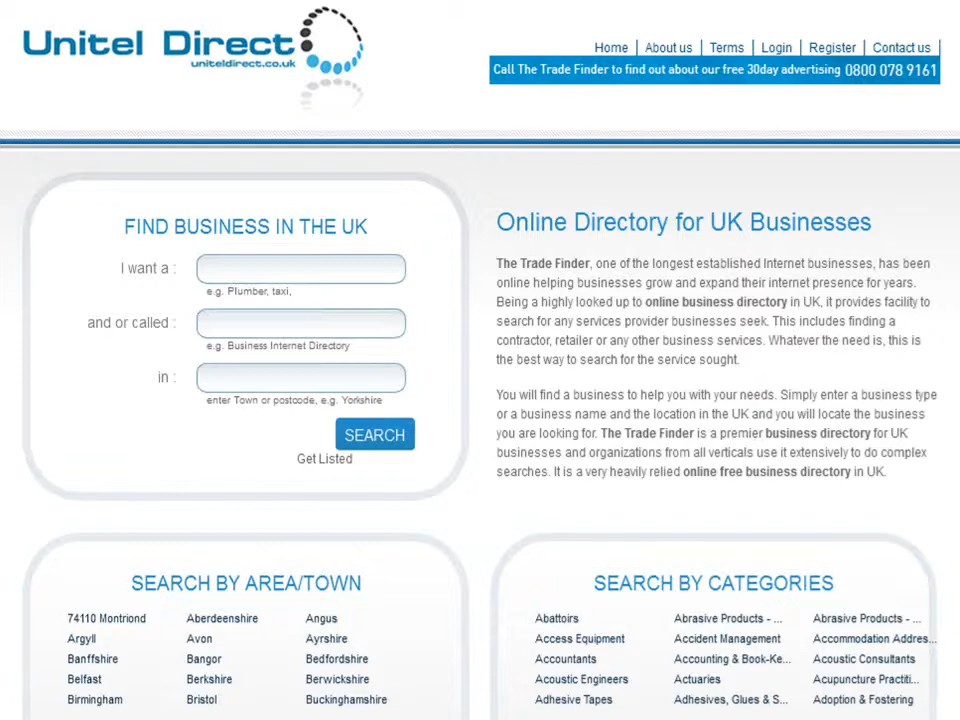 Unitel Direct
uniteldirect.co.uk
Home | About us | Terms | Login | Register | Contact us |
Call The Trade Finder to find out about our free 30day advertising 0800 078 9161
FIND BUSINESS IN THE UK
I want a :
e.g. Plumber, taxi,
and or called :
e.g. Business Internet Directory
in :
enter Town or postcode, e.g. Yorkshire
SEARCH
Get Listed
Online Directory for UK Businesses
The Trade Finder, one of the longest established Internet businesses, has been
online helping businesses grow and expand their internet presence for years.
Being a highly looked up to online business directory in UK, it provides facility to
search for any services provider businesses seek. This includes finding a
contractor, retailer or any other business services. Whatever the need is, this is
the best way to search for the service sought.
You will find a business to help you with your needs. Simply enter a business type
or a business name and the location in the UK and you will locate the business
you are looking for. The Trade Finder is a premier business directory for UK
businesses and organizations from all verticals use it extensively to do complex
searches. It is a very heavily relied online free business directory in UK.
SEARCH BY AREA/TOWN
74110 Montriond Aberdeenshire Angus
Argyll Avon Ayrshire
Banffshire Bangor Bedfordshire
Belfast Berkshire Berwickshire
Birmingham Bristol Buckinghamshire
SEARCH BY CATEGORIES
Abattoirs Abrasive Products - ... Abrasive Products - ...
Access Equipment Accident Management Accommodation Addres...
Accountants Accounting & Book-Ke... Acoustic Consultants
Acoustic Engineers Actuaries Acupuncture Practiti...
Adhesive Tapes Adhesives, Glues & S... Adoption & Fostering